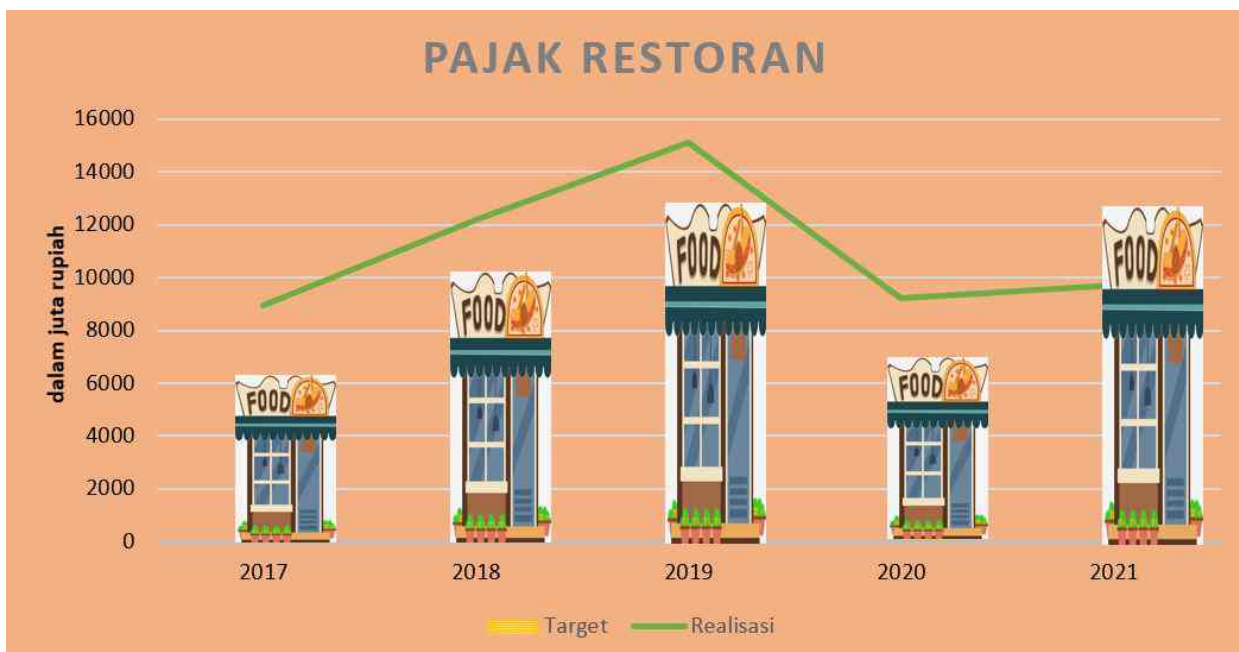 PAJAK RESTORAN
dalam juta rupiah
16000
14000
12000
10000
8000
6000
4000
2000
0
FOOD
FOOD
FOOD
FOOD
FOOD
2017 2018 2019 2020 2021
Target Realisasi